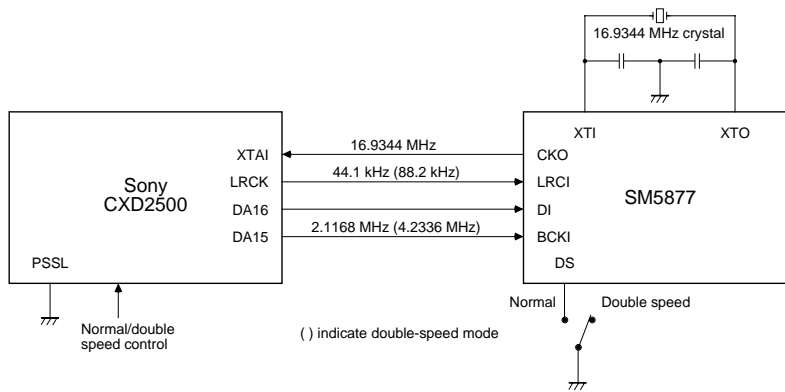 16.9344 MHz crystal
XTI
XTO
XTAI
16.9344 MHz
CKO
Sony
CXD2500
LRCK
44.1 kHz (88.2 kHz)
LRCI
SM5877
DA16
DI
DA15
2.1168 MHz (4.2336 MHz)
BCKI
PSSL
DS
Normal
Double speed
Normal/double
speed control
( ) indicate double-speed mode